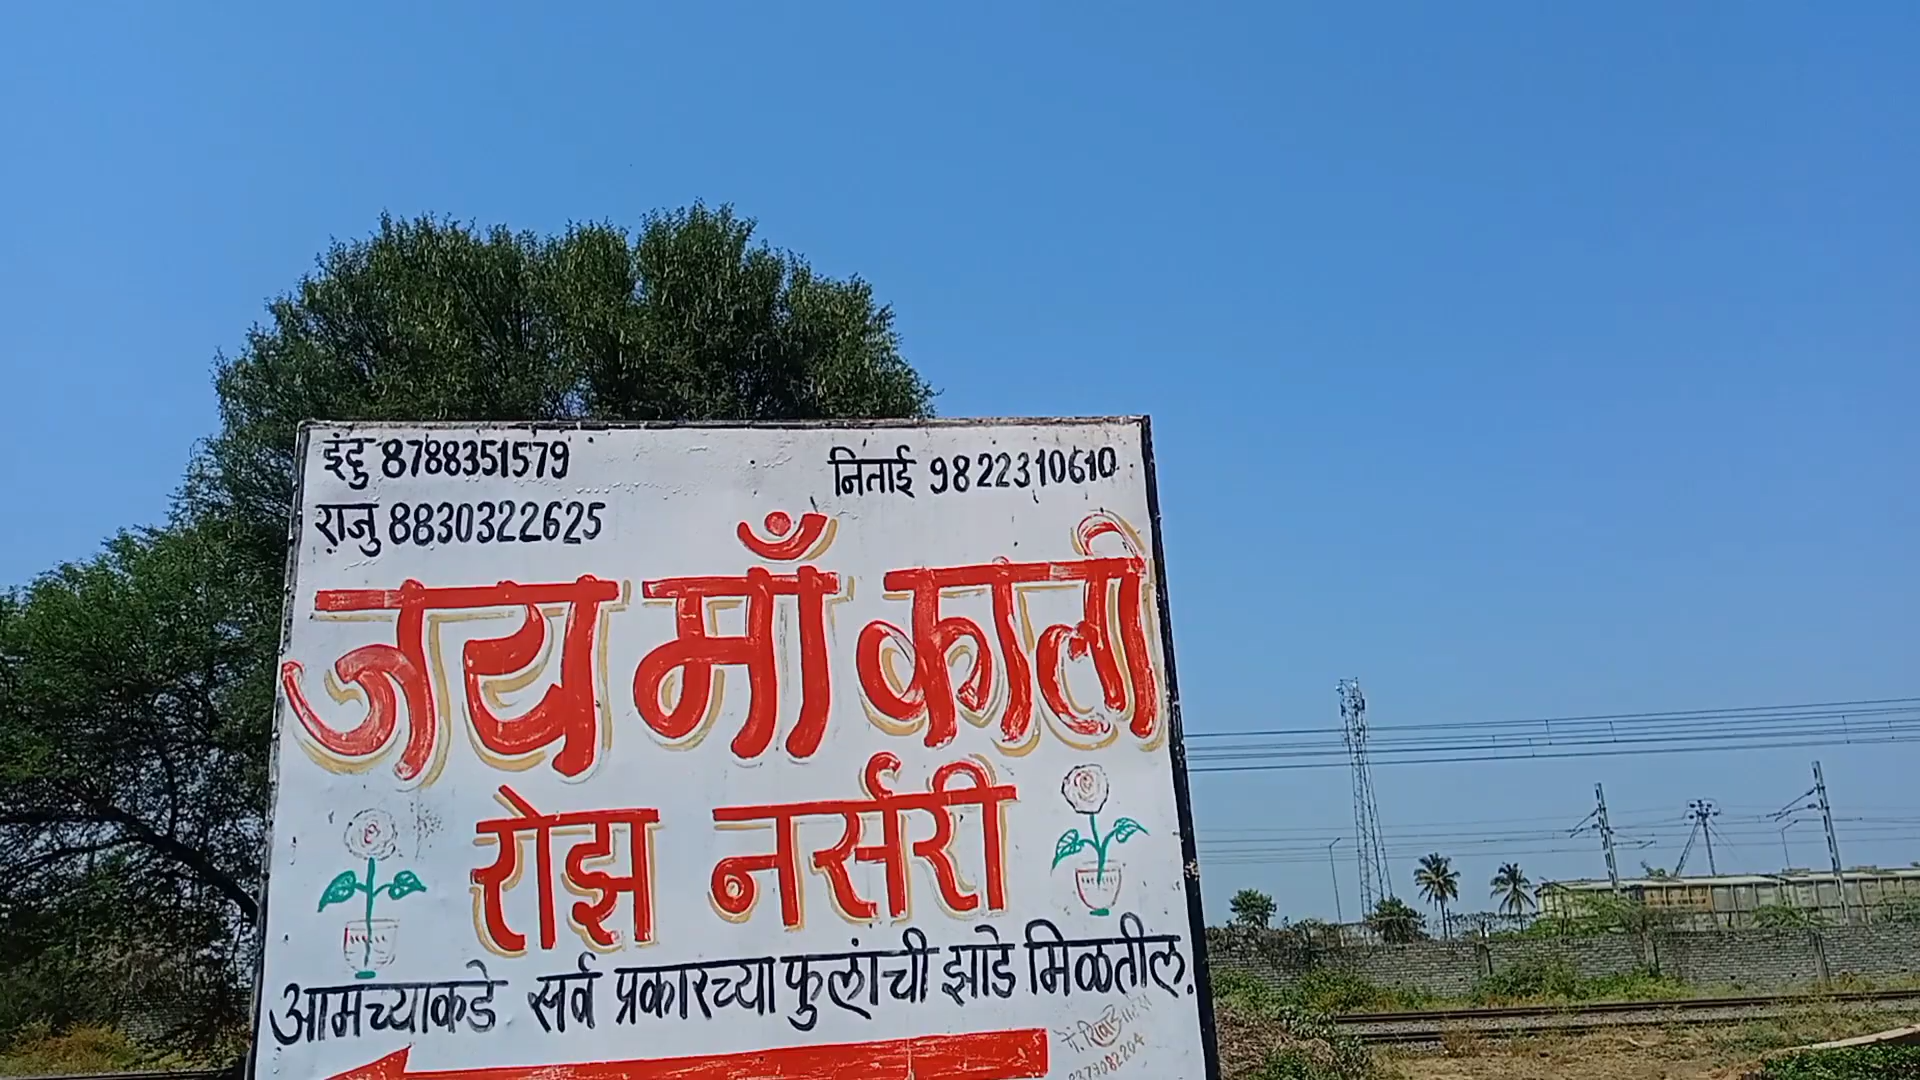 इंदु 8788351579
निताई 9822310610
राजु 8830322625
जय माँ काली
रोझ नर्सरी
आमच्याकडे सर्व प्रकारच्या फुलांची झाडे मिळतील.